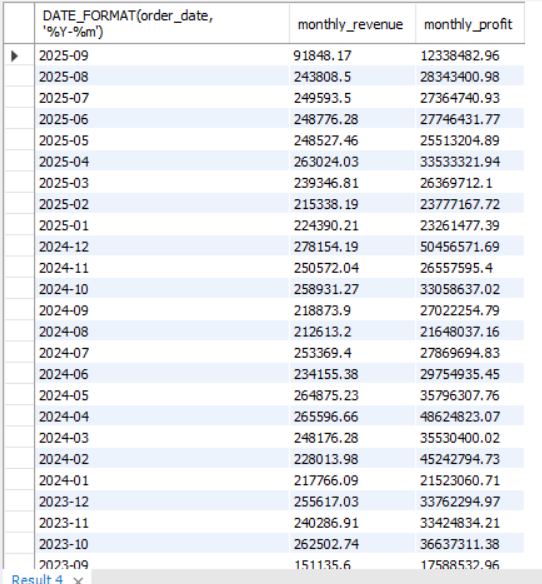 DATE_FORMAT(order_date, '%Y-%m') monthly_revenue monthly_profit
2025-09 91848.17 12338482.96
2025-08 243808.5 28343400.98
2025-07 249593.5 27364740.93
2025-06 248776.28 27746431.77
2025-05 248527.46 25513204.89
2025-04 263024.03 33533321.94
2025-03 239346.81 26369712.1
2025-02 215338.19 23777167.72
2025-01 224390.21 23261477.39
2024-12 278154.19 50456571.69
2024-11 250572.04 26557595.4
2024-10 258931.27 33058637.02
2024-09 218873.9 27022254.79
2024-08 212613.2 21648037.16
2024-07 253369.4 27869694.83
2024-06 234155.38 29754935.45
2024-05 264875.23 35796307.76
2024-04 265596.66 48624823.07
2024-03 248176.28 35530400.02
2024-02 228013.98 45242794.73
2024-01 217766.09 21523060.71
2023-12 255617.03 33762294.97
2023-11 240286.91 33424834.21
2023-10 262502.74 36637311.38
2023-09 151135.6 17588532.96
Result 4